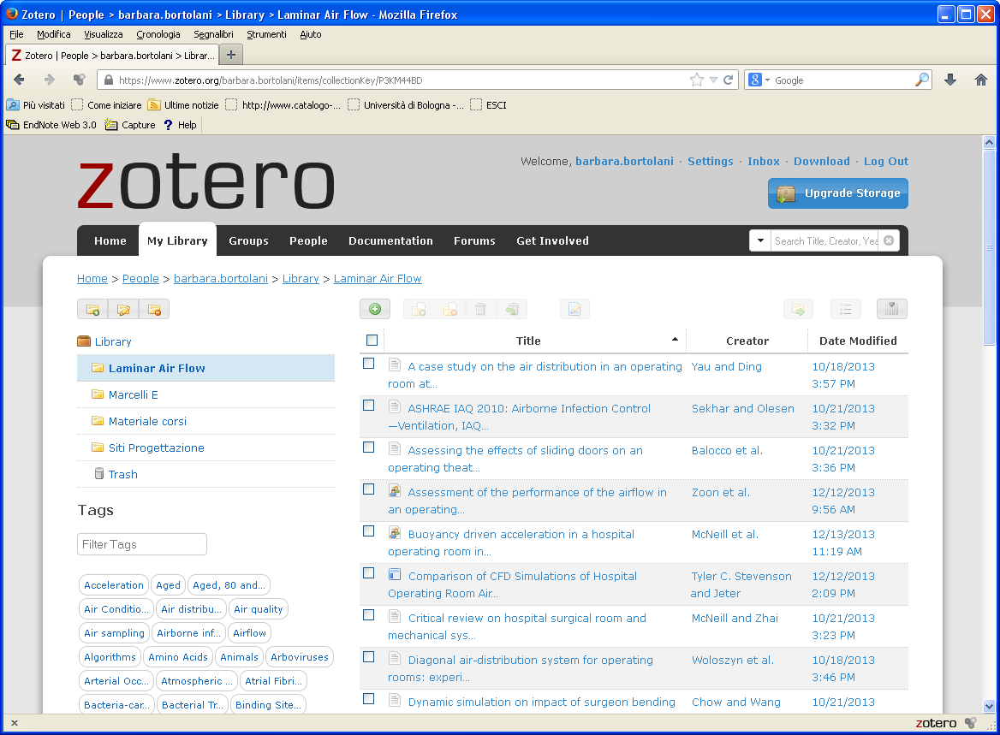 Zotero | People > barbara.bortolani > Library > Laminar Air Flow - Mozilla Firefox
File Modifica Visualizza Cronologia Segnalibri Strumenti Aiuto
Zotero | People > barbara.bortolani > Librar...
https://www.zotero.org/barbara.bortolani/items/collectionKey/P3KM44BD
Google
Più visitati Come iniziare Ultime notizie http://www.catalogo-... Università di Bologna -... ESCI
EndNote Web 3.0 Capture Help
zotero
Welcome, barbara.bortolani · Settings · Inbox · Download · Log Out
Upgrade Storage
Home My Library Groups People Documentation Forums Get Involved
Search Title, Creator, Yea
Home > People > barbara.bortolani > Library > Laminar Air Flow
Library
Laminar Air Flow
Marcelli E
Materiale corsi
Siti Progettazione
Trash
Tags
Filter Tags
Acceleration Aged Aged, 80 and...
Air Conditio... Air distribu... Air quality
Air sampling Airborne inf... Airflow
Algorithms Amino Acids Animals Arboviruses
Arterial Occ... Atmospheric ... Atrial Fibri...
Bacteria-car... Bacterial Tr... Binding Site...
Title Creator Date Modified
A case study on the air distribution in an operating Yau and Ding 10/18/2013
room at... 3:57 PM
ASHRAE IAQ 2010: Airborne Infection Control Sekhar and Olesen 10/21/2013
—Ventilation, IAQ... 3:32 PM
Assessing the effects of sliding doors on an Balocco et al. 10/21/2013
operating theat... 3:36 PM
Assessment of the performance of the airflow in Zoon et al. 12/12/2013
an operating... 9:56 AM
Buoyancy driven acceleration in a hospital McNeill et al. 12/13/2013
operating room in... 11:19 AM
Comparison of CFD Simulations of Hospital Tyler C. Stevenson 12/12/2013
Operating Room Air... and Jeter 2:09 PM
Critical review on hospital surgical room and McNeill and Zhai 10/21/2013
mechanical sys... 3:23 PM
Diagonal air-distribution system for operating Woloszyn et al. 10/18/2013
rooms: experi... 3:46 PM
Dynamic simulation on impact of surgeon bending Chow and Wang 10/21/2013
zotero